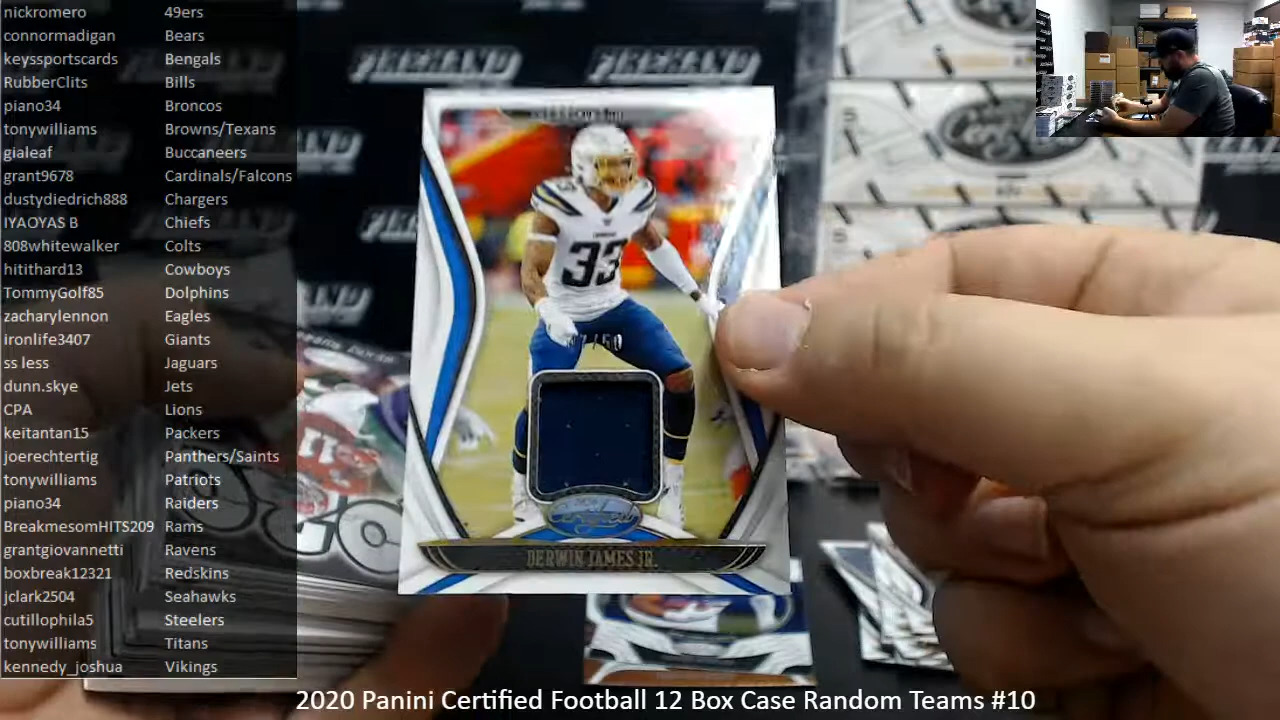 nickromero 49ers
connormadigan Bears
keyssportscards Bengals
RubberClits Bills
piano34 Broncos
tonywilliams Browns/Texans
gialeaf Buccaneers
grant9678 Cardinals/Falcons
dustydiedrich888 Chargers
IYAOYAS B Chiefs
808whitewalker Colts
hitithard13 Cowboys
TommyGolf85 Dolphins
zacharylennon Eagles
ironlife3407 Giants
ss less Jaguars
dunn.skye Jets
CPA Lions
keitantan15 Packers
joerechtertig Panthers/Saints
tonywilliams Patriots
piano34 Raiders
BreakmesomHITS209 Rams
grantgiovannetti Ravens
boxbreak12321 Redskins
jclark2504 Seahawks
cutillophila5 Steelers
tonywilliams Titans
kennedy_joshua Vikings
FIREHAND FIREHAND
33
Certified
DERWIN JAMES JR.
2020 Panini Certified Football 12 Box Case Random Teams #10